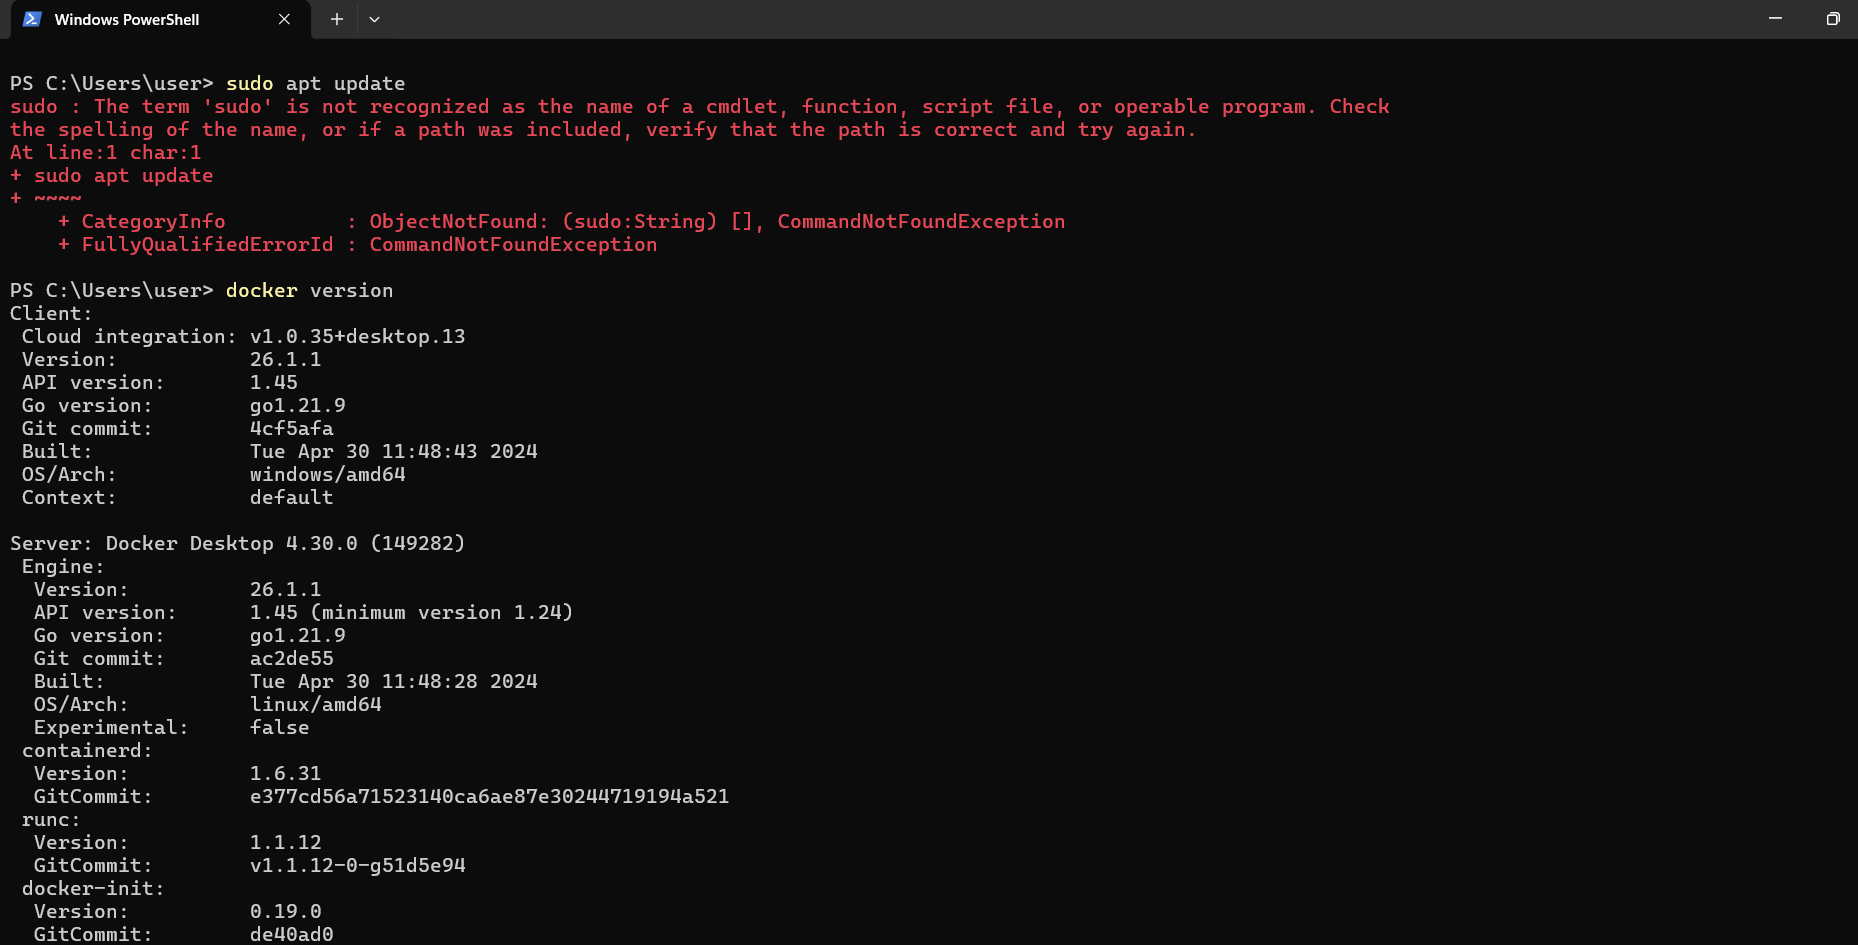 Windows PowerShell
PS C:\Users\user> sudo apt update
sudo : The term 'sudo' is not recognized as the name of a cmdlet, function, script file, or operable program. Check
the spelling of the name, or if a path was included, verify that the path is correct and try again.
At line:1 char:1
+ sudo apt update
+ ~~~~
    + CategoryInfo          : ObjectNotFound: (sudo:String) [], CommandNotFoundException
    + FullyQualifiedErrorId : CommandNotFoundException
PS C:\Users\user> docker version
Client:
 Cloud integration: v1.0.35+desktop.13
 Version:           26.1.1
 API version:       1.45
 Go version:        go1.21.9
 Git commit:        4cf5afa
 Built:             Tue Apr 30 11:48:43 2024
 OS/Arch:           windows/amd64
 Context:           default
Server: Docker Desktop 4.30.0 (149282)
 Engine:
  Version:          26.1.1
  API version:      1.45 (minimum version 1.24)
  Go version:       go1.21.9
  Git commit:       ac2de55
  Built:            Tue Apr 30 11:48:28 2024
  OS/Arch:          linux/amd64
  Experimental:     false
 containerd:
  Version:          1.6.31
  GitCommit:        e377cd56a71523140ca6ae87e30244719194a521
 runc:
  Version:          1.1.12
  GitCommit:        v1.1.12-0-g51d5e94
 docker-init:
  Version:          0.19.0
  GitCommit:        de40ad0